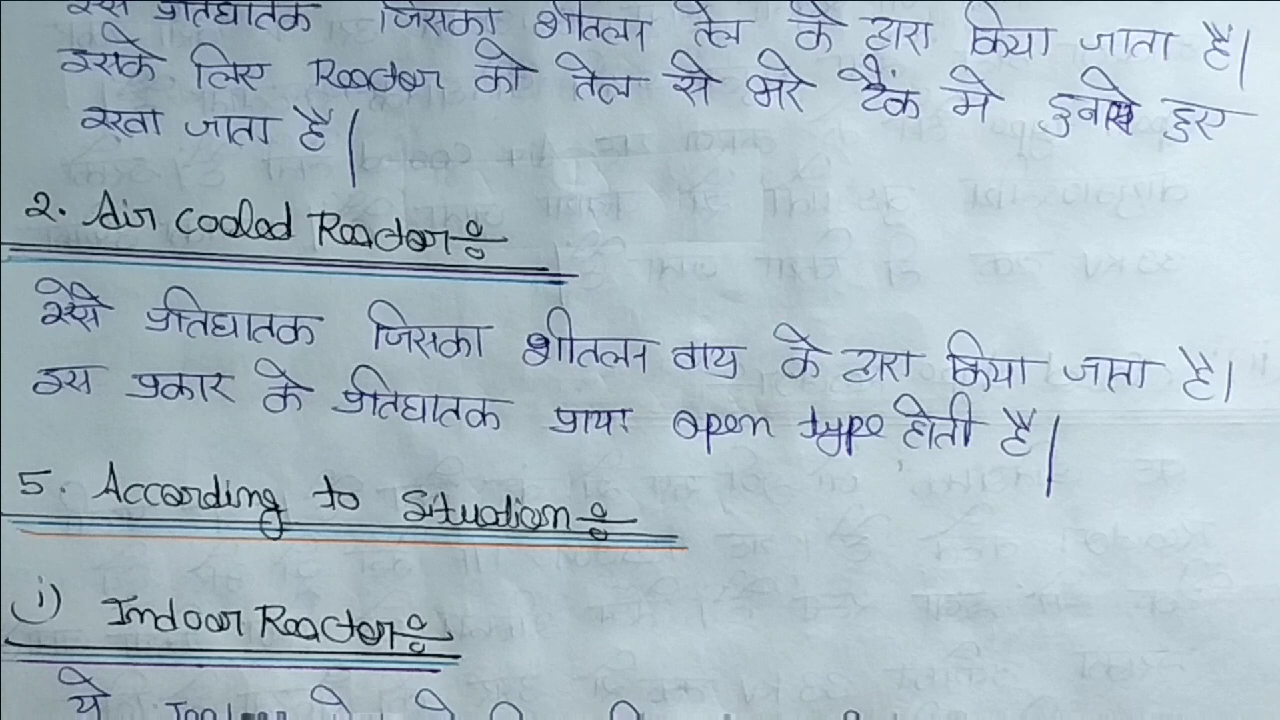 ऐसे प्रतिघातक जिसका शीतलन तेल के द्वारा किया जाता है।
इसके लिए Reactor को तेल से भरे टैंक मे डुबाये हुए
रखा जाता है।
2. Air cooled Reactor÷
ऐसे प्रतिघातक जिसका शीतलन वायु के द्वारा किया जाता है।
इस प्रकार के प्रतिघातक प्राय: open type होती है।
5. According to Situation÷
i) Indoor Reactor÷
ये